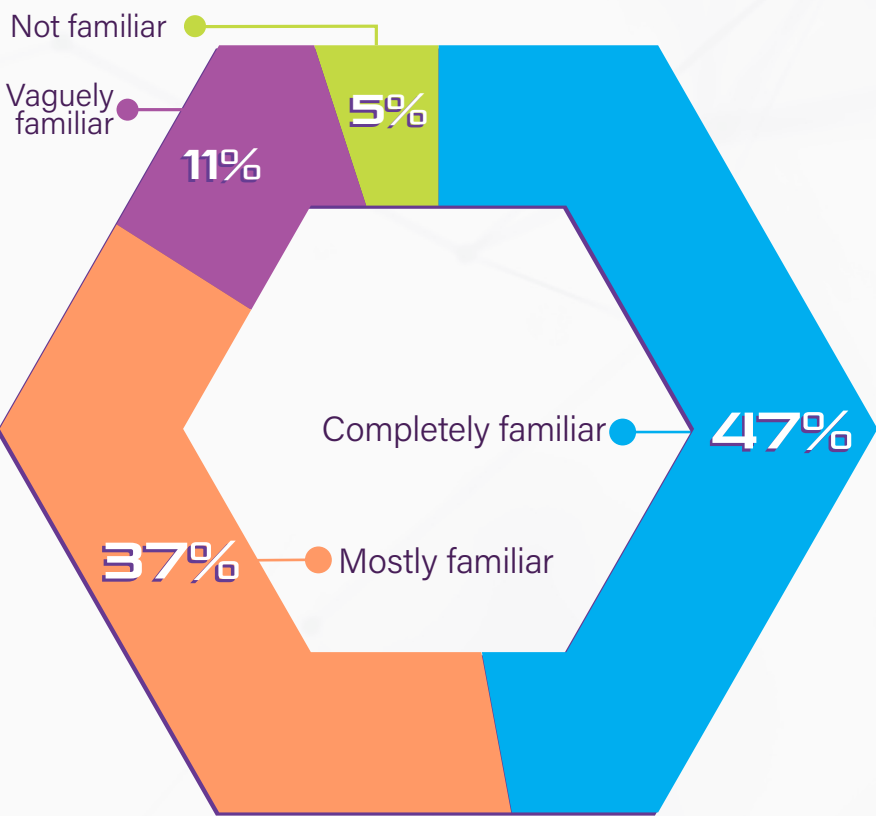 Not familiar
Vaguely
familiar
5%
11%
Completely familiar
47%
37%
Mostly familiar